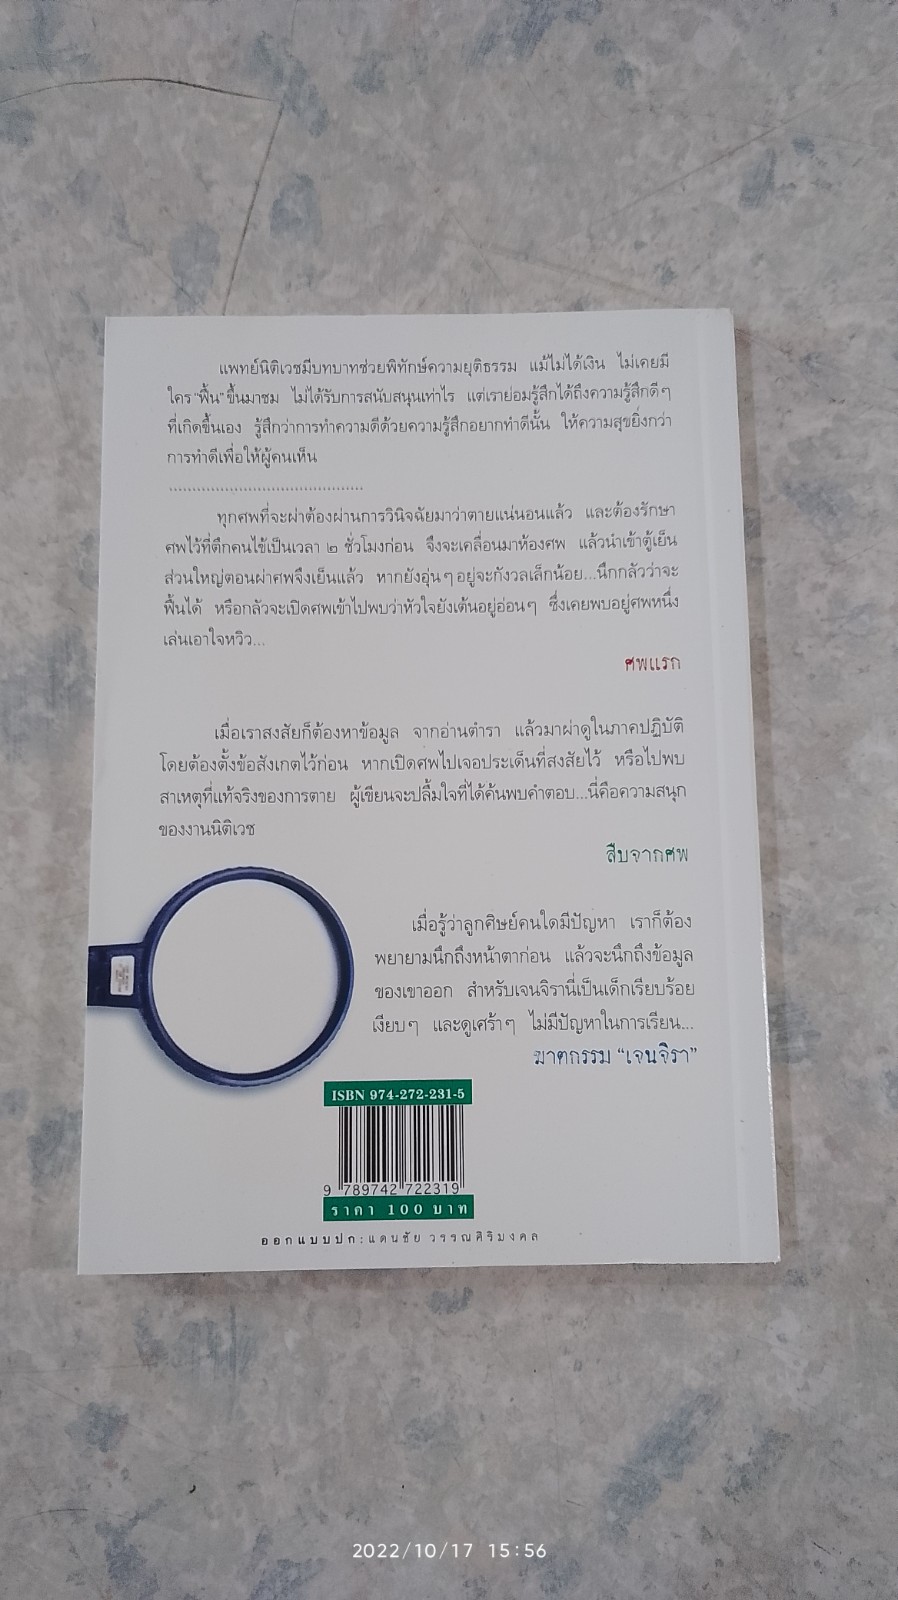 แพทย์นิติเวชมีบทบาทช่วยพิทักษ์ความยุติธรรม แม้ไม่ได้เงิน ไม่เคยมี
ใคร "ฟื้น" ขึ้นมาชม ไม่ได้รับการสนับสนุนเท่าไร แต่เราย่อมรู้สึกได้ถึงความรู้สึกดีๆ
ที่เกิดขึ้นเอง รู้สึกว่าการทำความดีด้วยความรู้สึกอยากทำดีนั้น ให้ความสุขยิ่งกว่า
การทำดีเพื่อให้ผู้คนเห็น
..........................................
ทุกศพที่จะผ่าต้องผ่านการวินิจฉัยมาว่าตายแน่นอนแล้ว และต้องรักษา
ศพไว้ที่ตึกคนไข้เป็นเวลา ๒ ชั่วโมงก่อน จึงจะเคลื่อนมาห้องศพ แล้วนำเข้าตู้เย็น
ส่วนใหญ่ตอนผ่าศพจึงเย็นแล้ว หากยังอุ่นๆ อยู่จะกังวลเล็กน้อย...นึกกลัวว่าจะ
ฟื้นได้ หรือกลัวจะเปิดศพเข้าไปพบว่าหัวใจยังเต้นอยู่อ่อนๆ ซึ่งเคยพบอยู่ศพหนึ่ง
เล่นเอาใจหวิว...
ศพแรก
เมื่อเราสงสัยก็ต้องหาข้อมูล จากอ่านตำรา แล้วมาผ่าดูในภาคปฏิบัติ
โดยต้องตั้งข้อสังเกตไว้ก่อน หากเปิดศพไปเจอประเด็นที่สงสัยไว้ หรือไปพบ
สาเหตุที่แท้จริงของการตาย ผู้เขียนจะปลื้มใจที่ได้ค้นพบคำตอบ...นี่คือความสนุก
ของงานนิติเวช
สืบจากศพ
เมื่อรู้ว่าลูกศิษย์คนใดมีปัญหา เราก็ต้อง
พยายามนึกถึงหน้าตาก่อน แล้วจะนึกถึงข้อมูล
ของเขาออก สำหรับเจนจิรานี่เป็นเด็กเรียบร้อย
เงียบๆ และดูเศร้าๆ ไม่มีปัญหาในการเรียน...
ฆาตกรรม "เจนจิรา"
ISBN 974-272-231-5
9 789742 722319
ราคา 100 บาท
ออกแบบปก : แดนชัย วรรณศิริมงคล
2022/10/17 15:56